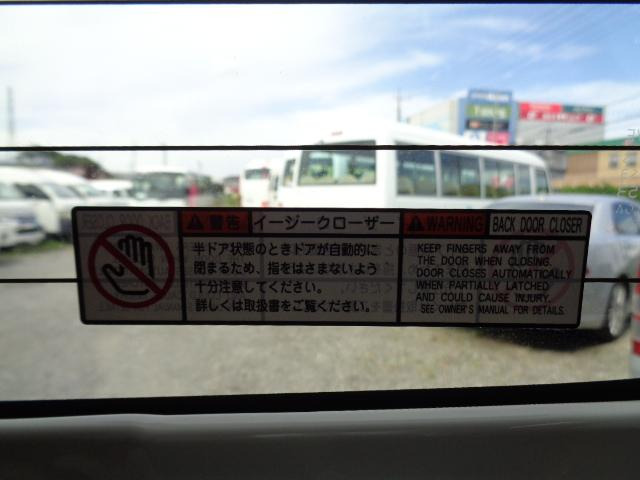 警告 イージークローザー
半ドア状態のときドアが自動的に
閉まるため、指をはさまないよう
十分注意してください。
詳しくは取扱書をご覧ください。
WARNING BACK DOOR CLOSER
KEEP FINGERS AWAY FROM
THE DOOR WHEN CLOSING.
DOOR CLOSES AUTOMATICALLY
WHEN PARTIALLY LATCHED
AND COULD CAUSE INJURY.
SEE OWNER'S MANUAL FOR DETAILS.